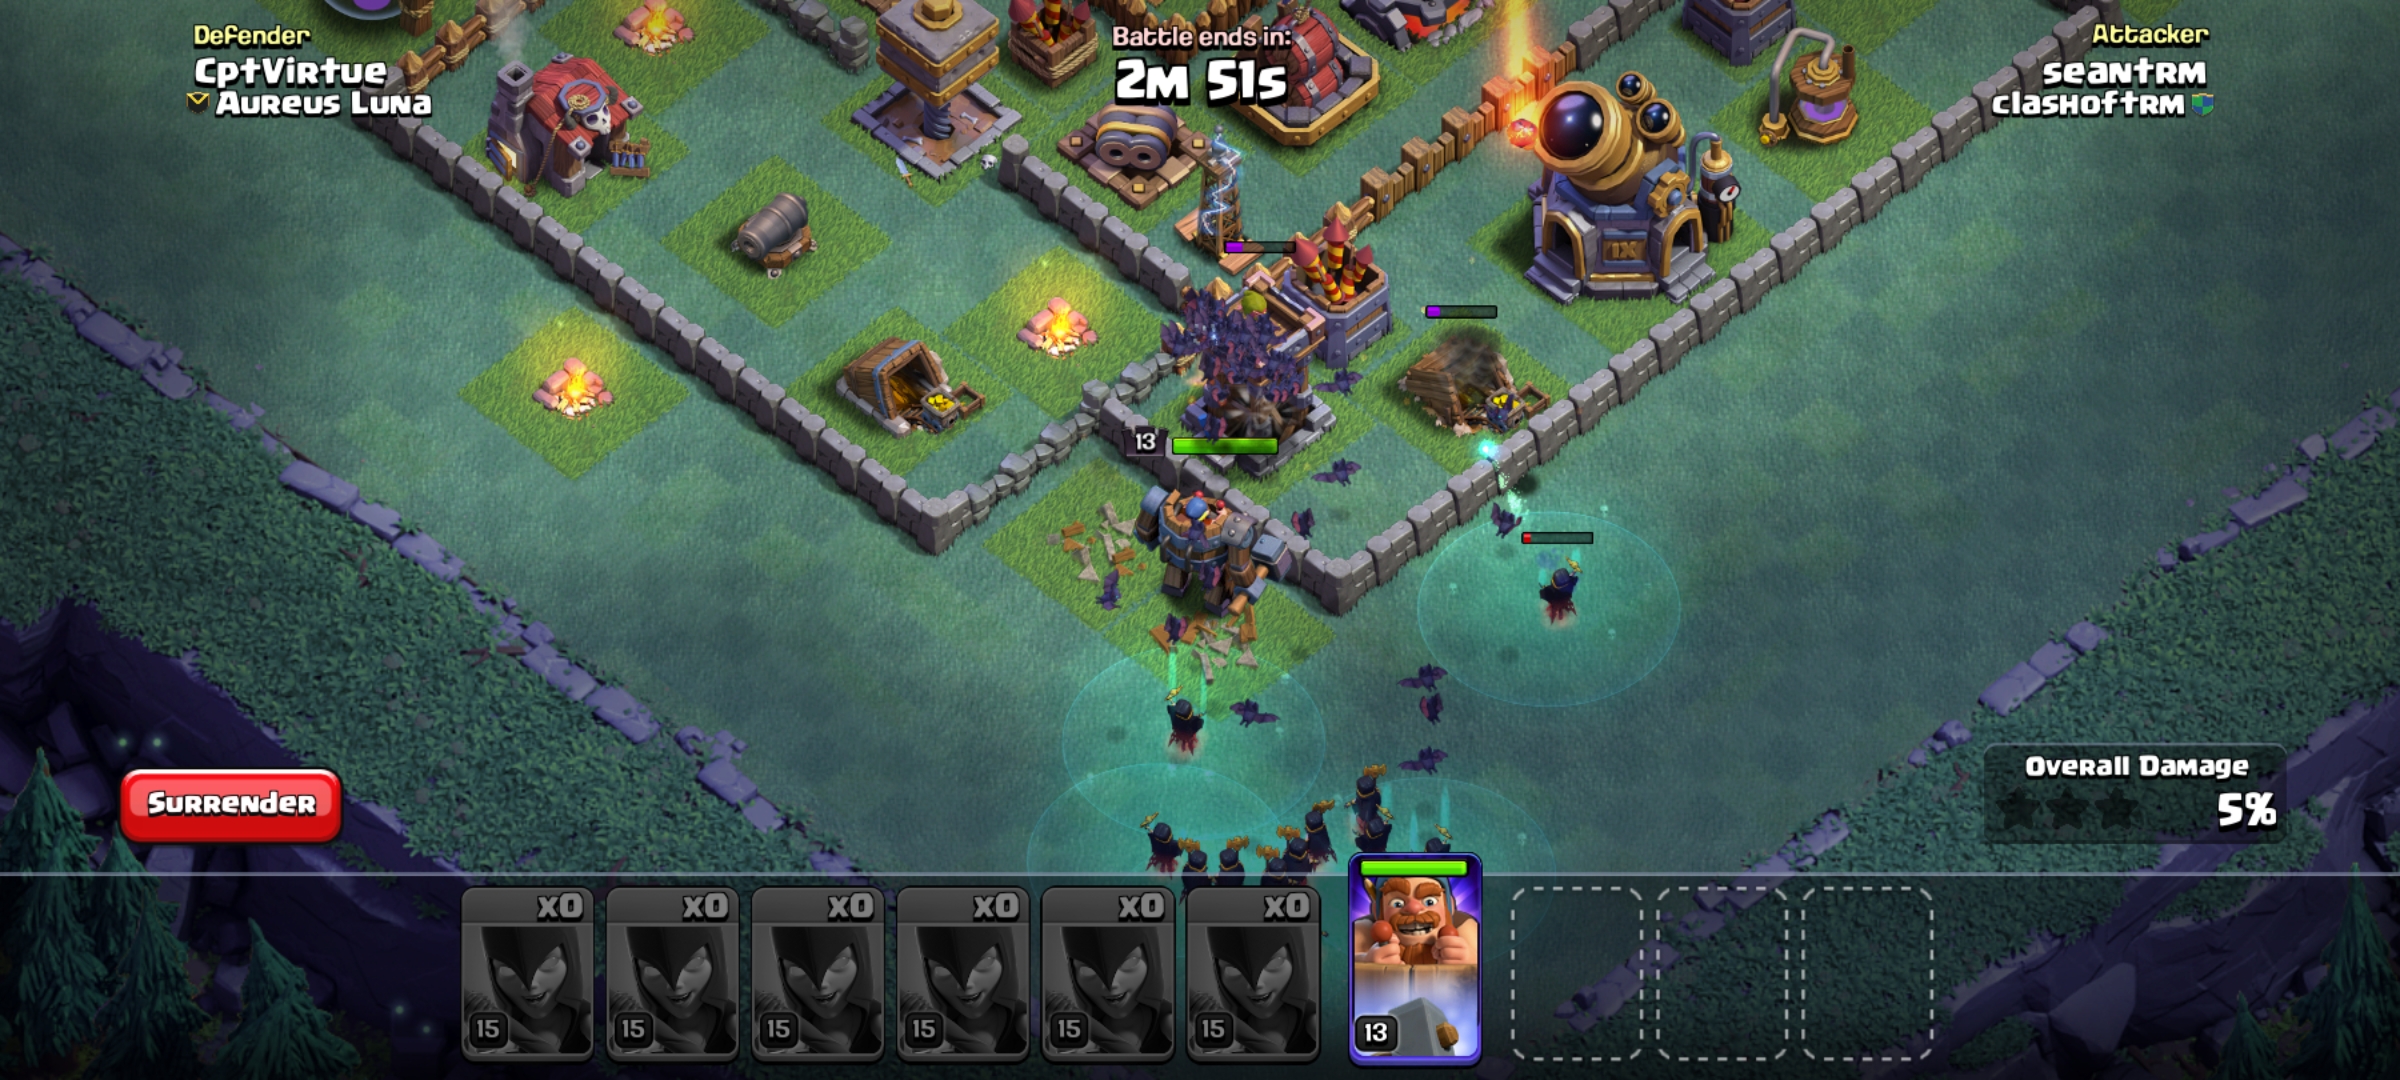 Defender
CptVirtue
Aureus Luna
Battle ends in:
2M 51s
Attacker
seantRM
clashoftRM
IX
13
Surrender
Overall Damage
5%
x0
x0
x0
x0
x0
x0
15
15
15
15
15
15
13